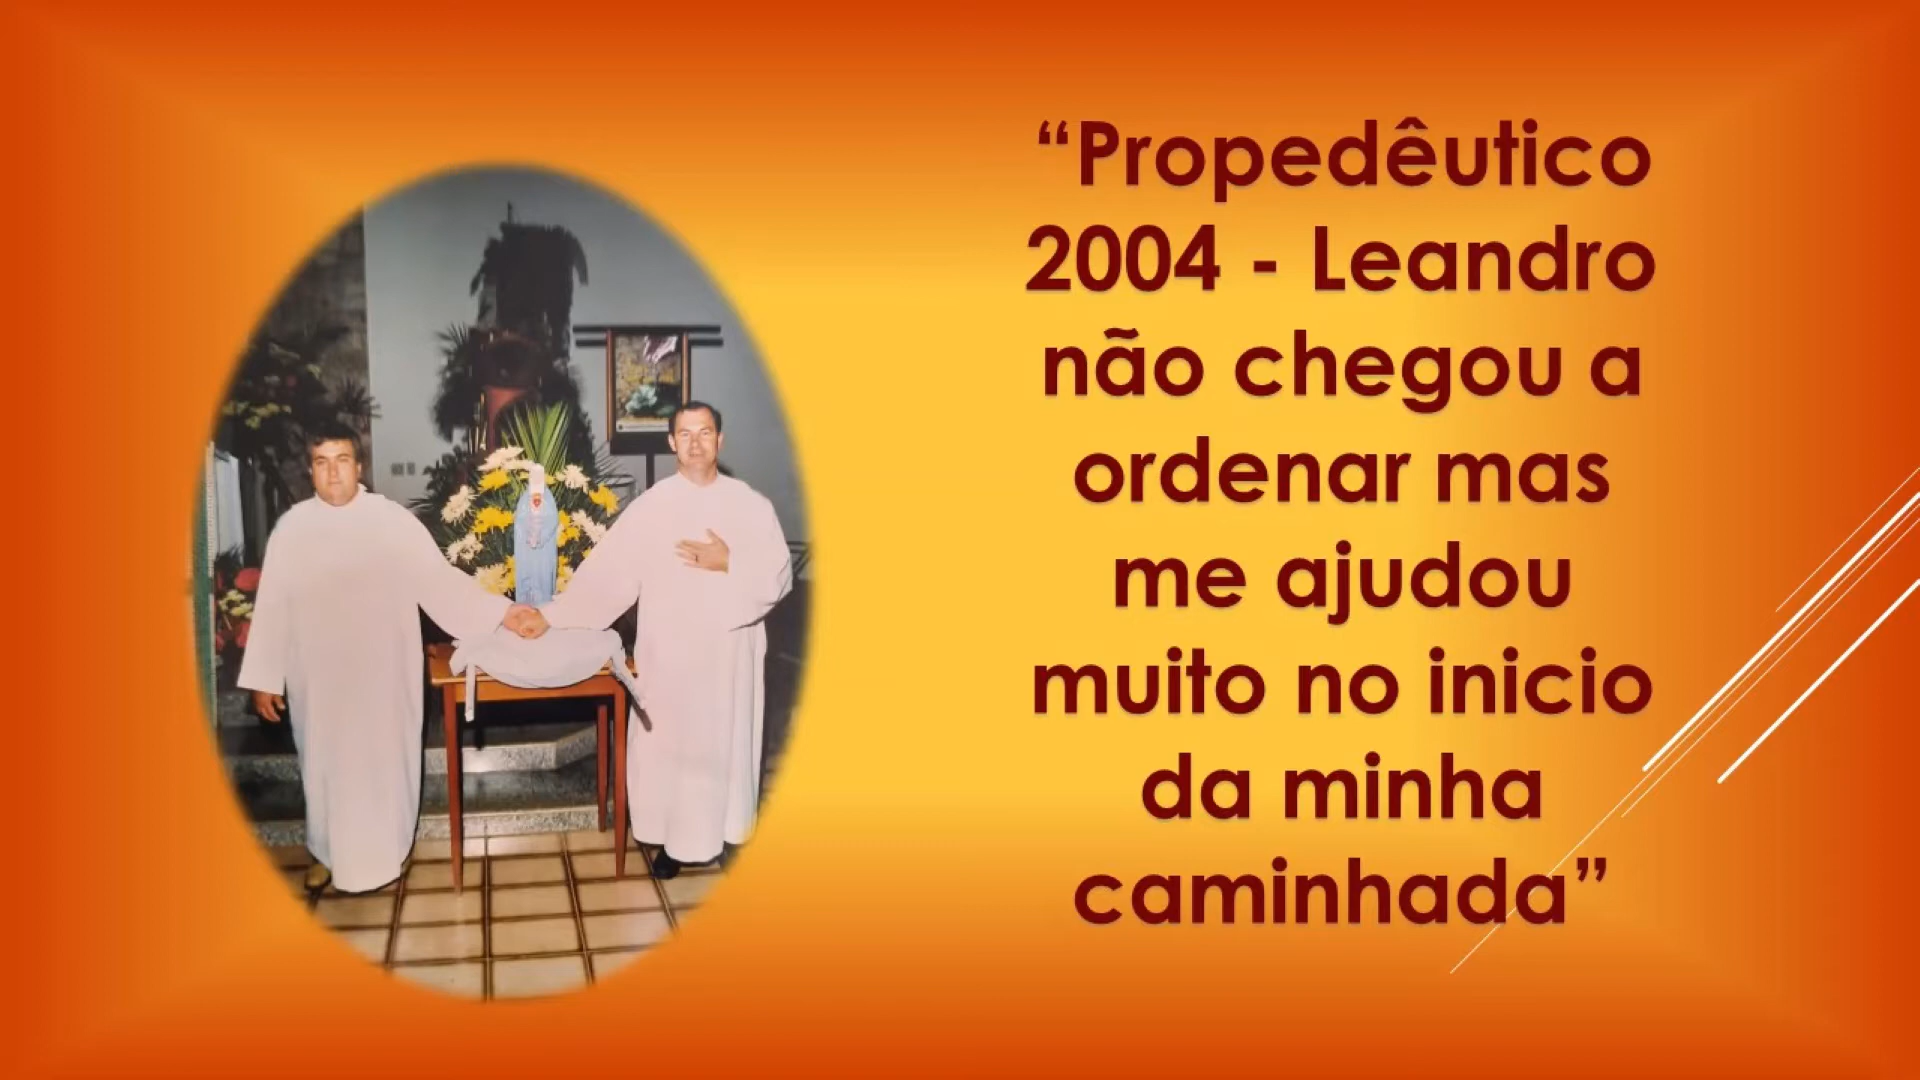 “Propedêutico
2004 - Leandro
não chegou a
ordenar mas
me ajudou
muito no inicio
da minha
caminhada”